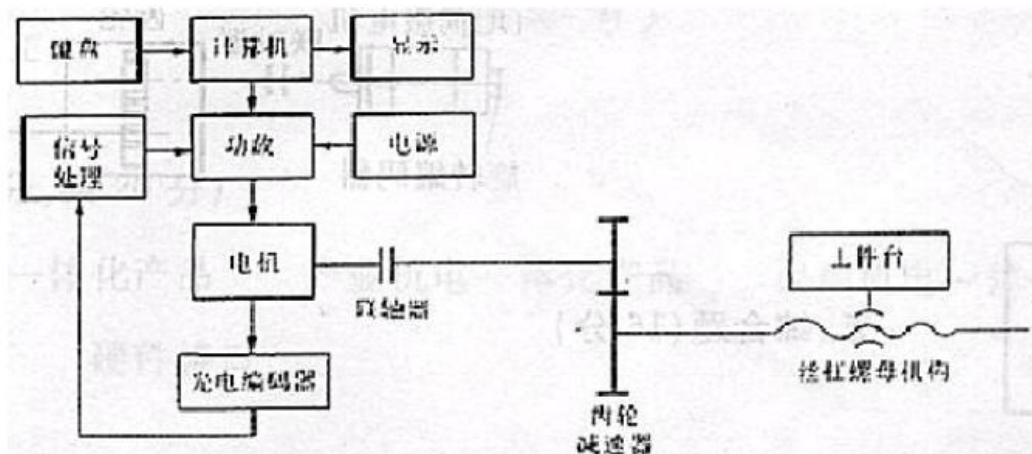 键盘
计算机
显示
信号
处理
功放
电源
电机
联轴器
工件台
丝杠螺母机构
光电编码器
齿轮
减速器